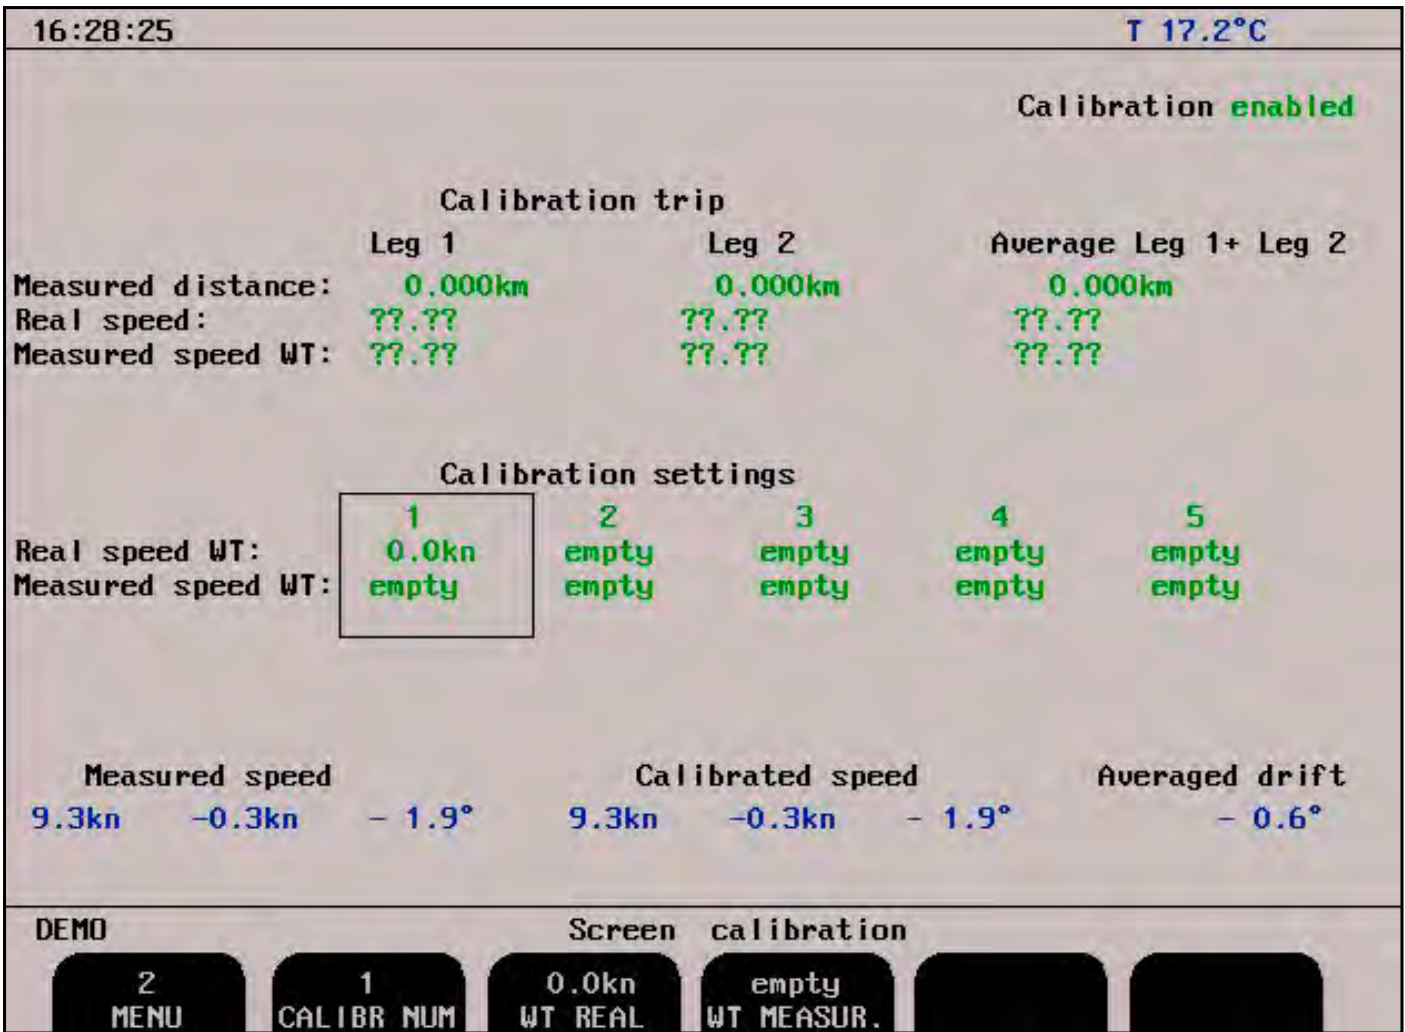 16:28:25 T 17.2°C
Calibration enabled
Calibration trip
Leg 1 Leg 2 Average Leg 1+ Leg 2
Measured distance: 0.000km 0.000km 0.000km
Real speed: ??.?? ??.?? ??.??
Measured speed WT: ??.?? ??.?? ??.??
Calibration settings
1 2 3 4 5
Real speed WT: 0.0kn empty empty empty empty
Measured speed WT: empty empty empty empty empty
Measured speed Calibrated speed Averaged drift
9.3kn -0.3kn - 1.9° 9.3kn -0.3kn - 1.9° - 0.6°
DEMO Screen calibration
2 1 0.0kn empty
MENU CALIBR NUM WT REAL WT MEASUR.